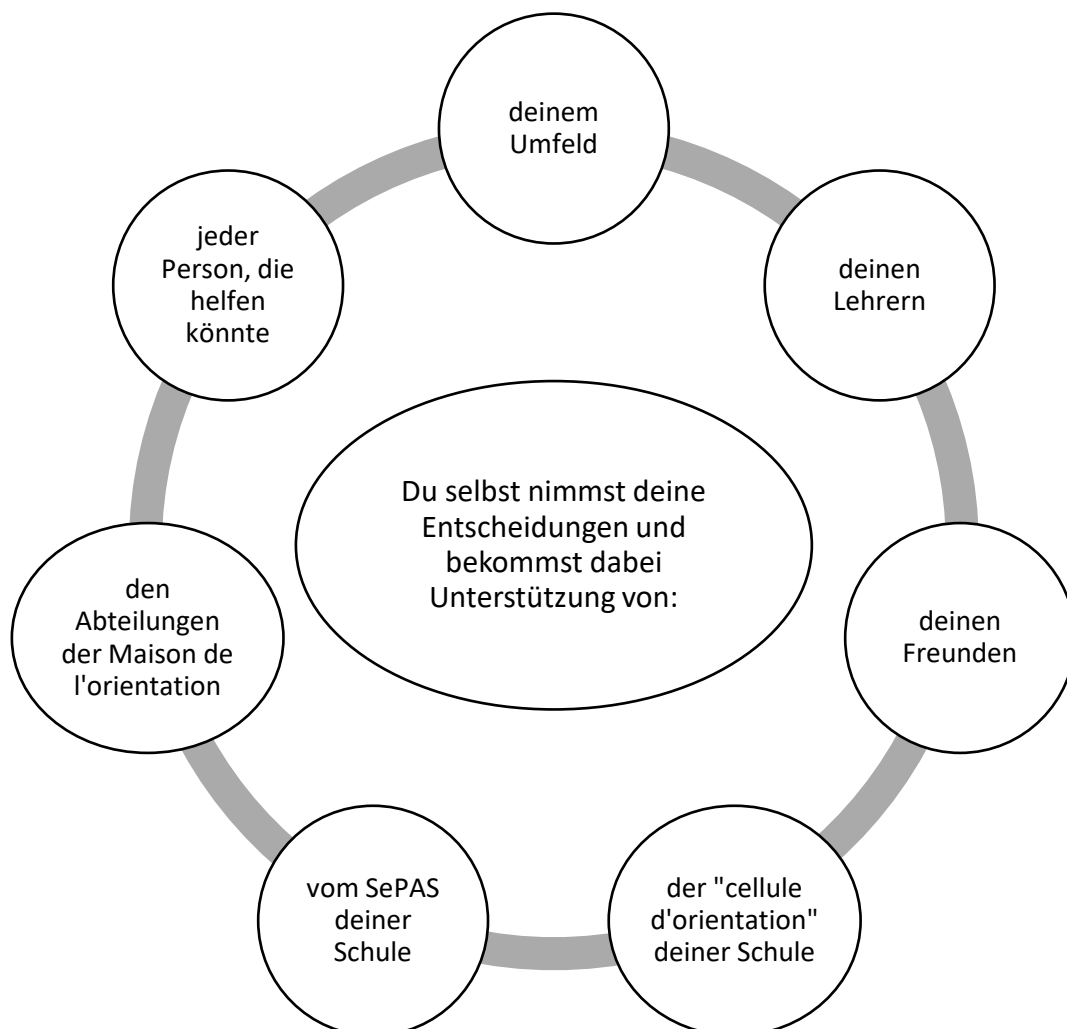 deinem
Umfeld
deinen
Lehrern
deinen
Freunden
der "cellule
d'orientation"
deiner Schule
vom SePAS
deiner
Schule
den
Abteilungen
der Maison de
l'orientation
jeder
Person, die
helfen
könnte
Du selbst nimmst deine
Entscheidungen und
bekommst dabei
Unterstützung von: